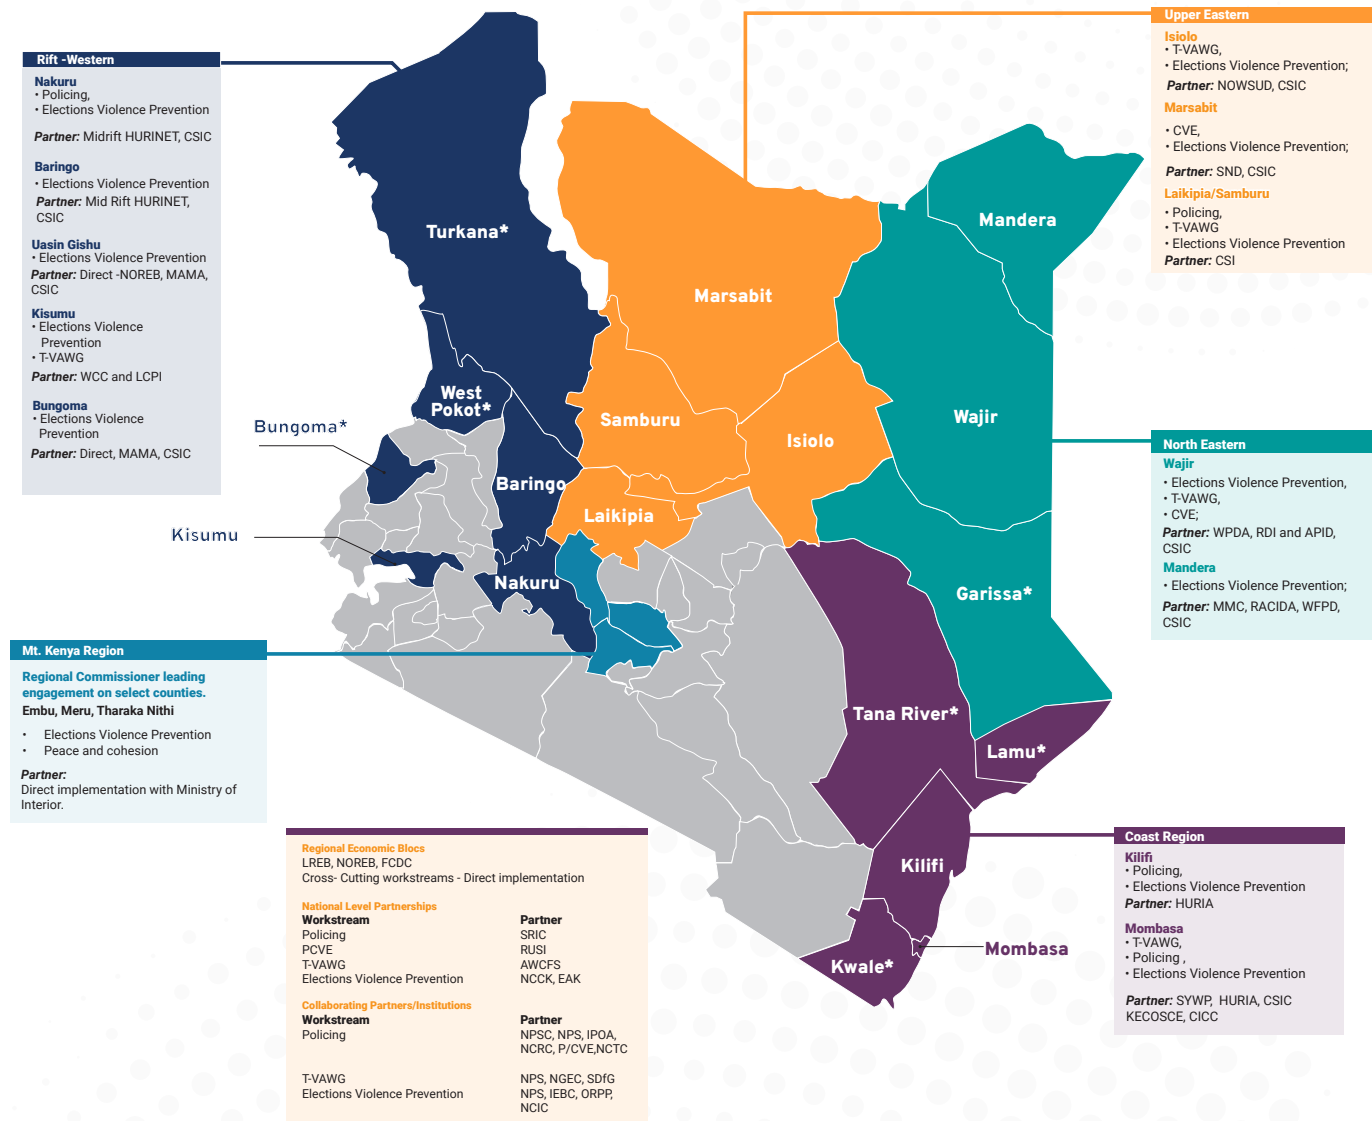 Rift -Western
Nakuru
• Policing,
• Elections Violence Prevention
Partner: Midrift HURINET, CSIC
Baringo
• Elections Violence Prevention
Partner: Mid Rift HURINET,
CSIC
Uasin Gishu
• Elections Violence Prevention
Partner: Direct -NOREB, MAMA,
CSIC
Kisumu
• Elections Violence
Prevention
• T-VAWG
Partner: WCC and LCPI
Bungoma
• Elections Violence
Prevention
Partner: Direct, MAMA, CSIC
Upper Eastern
Isiolo
• T-VAWG,
• Elections Violence Prevention;
Partner: NOWSUD, CSIC
Marsabit
• CVE,
• Elections Violence Prevention;
Partner: SND, CSIC
Laikipia/Samburu
• Policing,
• T-VAWG
• Elections Violence Prevention
Partner: CSI
Turkana*
Marsabit
Mandera
West
Pokot*
Samburu
Isiolo
Wajir
Bungoma*
Baringo
Laikipia
Kisumu
Nakuru
Garissa*
Tana River*
Lamu*
Kilifi
Mombasa
Kwale*
North Eastern
Wajir
• Elections Violence Prevention,
• T-VAWG,
• CVE;
Partner: WPDA, RDI and APID,
CSIC
Mandera
• Elections Violence Prevention;
Partner: MMC, RACIDA, WFPD,
CSIC
Mt. Kenya Region
Regional Commissioner leading
engagement on select counties.
Embu, Meru, Tharaka Nithi
• Elections Violence Prevention
• Peace and cohesion
Partner:
Direct implementation with Ministry of
Interior.
Regional Economic Blocs
LREB, NOREB, FCDC
Cross- Cutting workstreams - Direct implementation
National Level Partnerships
Workstream Partner
Policing SRIC
PCVE RUSI
T-VAWG AWCFS
Elections Violence Prevention NCCK, EAK
Collaborating Partners/Institutions
Workstream Partner
Policing NPSC, NPS, IPOA,
NCRC, P/CVE,NCTC
T-VAWG NPS, NGEC, SDfG
Elections Violence Prevention NPS, IEBC, ORPP,
NCIC
Coast Region
Kilifi
• Policing,
• Elections Violence Prevention
Partner: HURIA
Mombasa
• T-VAWG,
• Policing ,
• Elections Violence Prevention
Partner: SYWP, HURIA, CSIC
KECOSCE, CICC